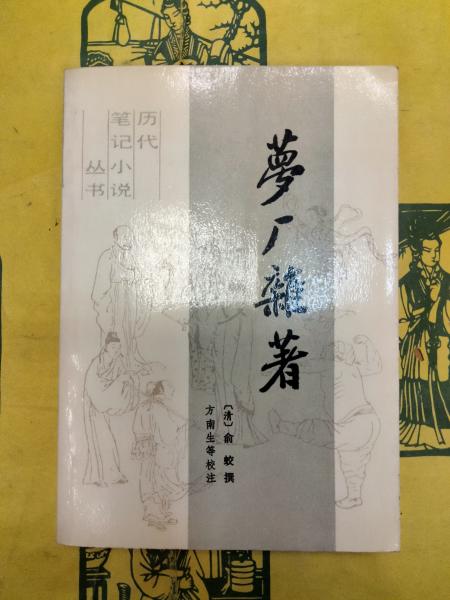 历代
笔记小说
丛书
夢厂雜著
〔清〕俞蛟撰
方南生等校注